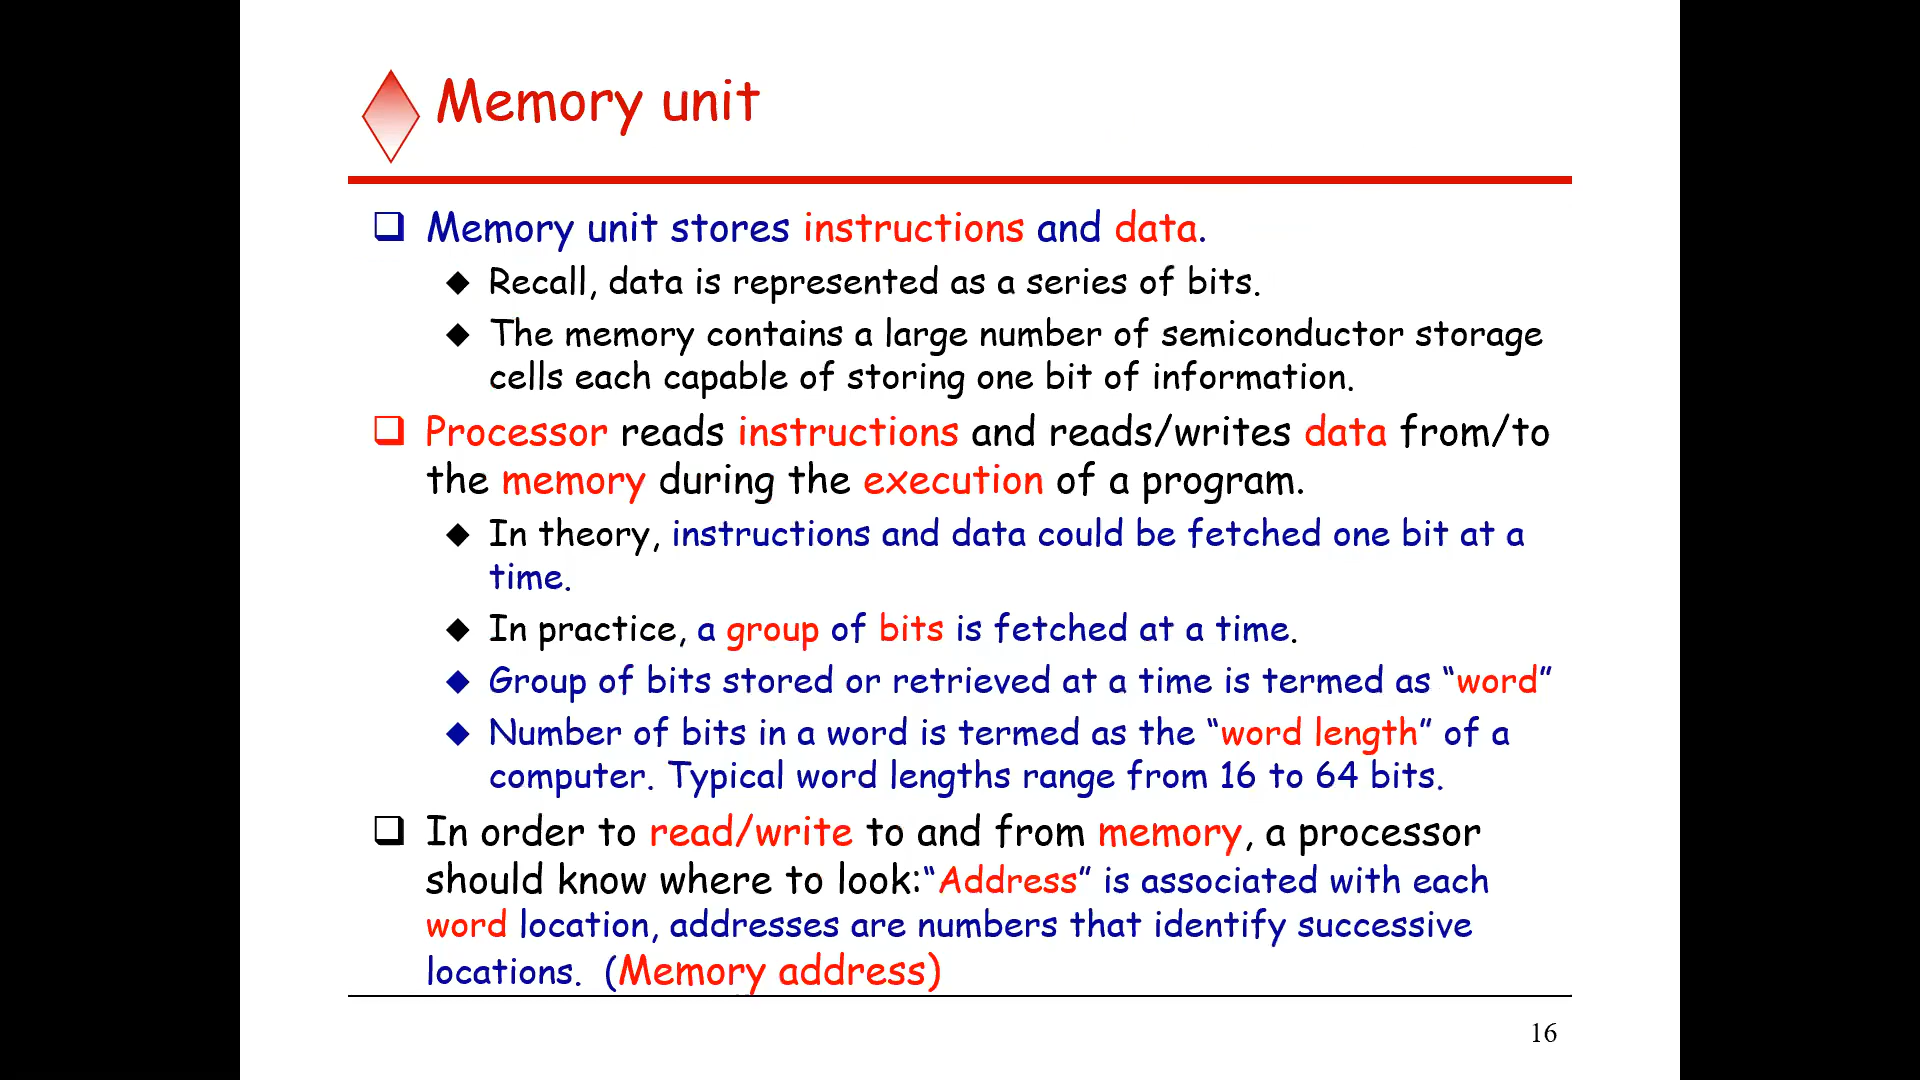 Memory unit
Memory unit stores instructions and data.
Recall, data is represented as a series of bits.
The memory contains a large number of semiconductor storage
cells each capable of storing one bit of information.
Processor reads instructions and reads/writes data from/to
the memory during the execution of a program.
In theory, instructions and data could be fetched one bit at a
time.
In practice, a group of bits is fetched at a time.
Group of bits stored or retrieved at a time is termed as “word”
Number of bits in a word is termed as the “word length” of a
computer. Typical word lengths range from 16 to 64 bits.
In order to read/write to and from memory, a processor
should know where to look:“Address” is associated with each
word location, addresses are numbers that identify successive
locations. (Memory address)
16